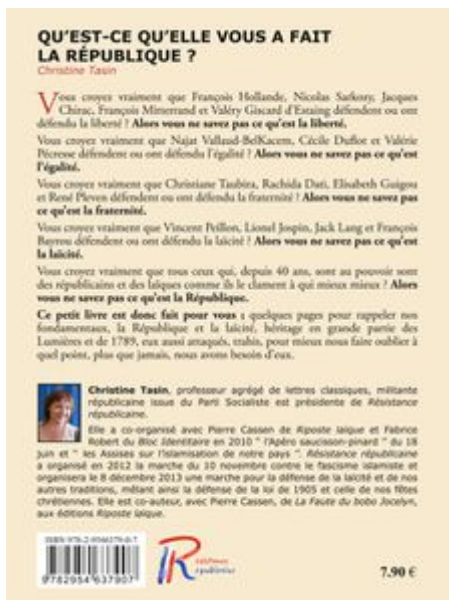 QU'EST-CE QU'ELLE VOUS A FAIT
LA RÉPUBLIQUE ?
Christine Tasin
Vous croyez vraiment que François Hollande, Nicolas Sarkozy, Jacques
Chirac, François Mitterrand et Valéry Giscard d'Estaing défendent ou ont
défendu la liberté ? Alors vous ne savez pas ce qu'est la liberté.
Vous croyez vraiment que Najat Vallaud-BelKacem, Cécile Duflot et Valérie
Pécresse défendent ou ont défendu l'égalité ? Alors vous ne savez pas ce qu'est
l'égalité.
Vous croyez vraiment que Christiane Taubira, Rachida Dati, Elisabeth Guigou
et René Pleven défendent ou ont défendu la fraternité ? Alors vous ne savez pas
ce qu'est la fraternité.
Vous croyez vraiment que Vincent Peillon, Lionel Jospin, Jack Lang et François
Bayrou défendent ou ont défendu la laïcité ? Alors vous ne savez pas ce qu'est
la laïcité.
Vous croyez vraiment que tous ceux qui, depuis 40 ans, sont au pouvoir sont
des républicains et des laïques comme ils le clament à qui mieux mieux ? Alors
vous ne savez pas ce qu'est la République.
Ce petit livre est donc fait pour vous : quelques pages pour rappeler nos
fondamentaux, la République et la laïcité, héritage en grande partie des
Lumières et de 1789, eux aussi attaqués, trahis, pour mieux nous faire oublier à
quel point, plus que jamais, nous avons besoin d'eux.
Christine Tasin, professeur agrégé de lettres classiques, militante
républicaine issue du Parti Socialiste est présidente de Résistance
républicaine.
Elle a co-organisé avec Pierre Cassen de Riposte laïque et Fabrice
Robert du Bloc Identitaire en 2010 " l'Apéro saucisson-pinard " du 18
juin et " les Assises sur l'islamisation de notre pays ". Résistance républicaine
a organisé en 2012 la marche du 10 novembre contre le fascisme islamiste et
organisera le 8 décembre 2013 une marche pour la défense de la laïcité et de nos
autres traditions, mêlant ainsi la défense de la loi de 1905 et celle de nos fêtes
chrétiennes. Elle est co-auteur, avec Pierre Cassen, de La Faute du bobo Jocelyn,
aux éditions Riposte laïque.
ISBN 978-2-9546379-0-7
9 782954 637907
Résistance
républicaine
7.90 €